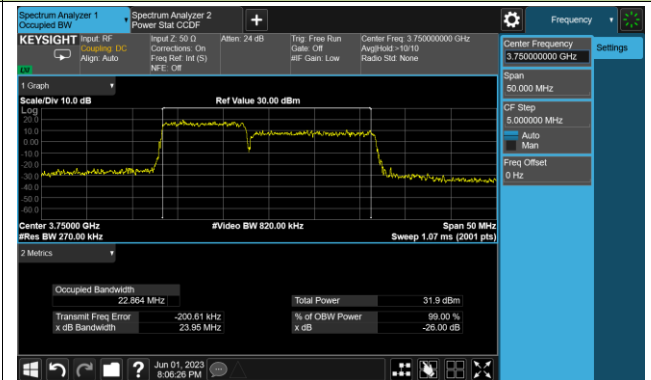 Spectrum Analyzer 1
Occupied BW
Spectrum Analyzer 2
Power Stat CCDF
Frequency
KEYSIGHT
Input: RF
Coupling: DC
Align: Auto
Input Z: 50 Ω
Corrections: On
Freq Ref: Int (S)
NFE: Off
Atten: 24 dB
Trig: Free Run
Gate: Off
#IF Gain: Low
Center Freq: 3.750000000 GHz
Avg|Hold:>10/10
Radio Std: None
Center Frequency
3.750000000 GHz
Settings
Span
50.000 MHz
CF Step
5.000000 MHz
Auto
Man
Freq Offset
0 Hz
1 Graph
Scale/Div 10.0 dB
Ref Value 30.00 dBm
Log
20.0
10.0
0.00
-10.0
-20.0
-30.0
-40.0
-50.0
-60.0
Center 3.75000 GHz
#Video BW 820.00 kHz
Span 50 MHz
#Res BW 270.00 kHz
Sweep 1.07 ms (2001 pts)
2 Metrics
Occupied Bandwidth
22.864 MHz
Total Power
31.9 dBm
Transmit Freq Error
-200.61 kHz
% of OBW Power
99.00 %
x dB Bandwidth
23.95 MHz
x dB
-26.00 dB
Jun 01, 2023
8:06:26 PM